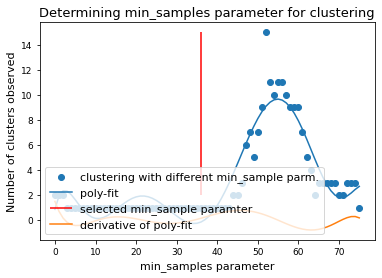 Determining min_samples parameter for clustering
Number of clusters observed
14
12
10
8
6
4
2
0
clustering with different min_sample parm.
poly-fit
selected min_sample paramter
derivative of poly-fit
0 10 20 30 40 50 60 70
min_samples parameter